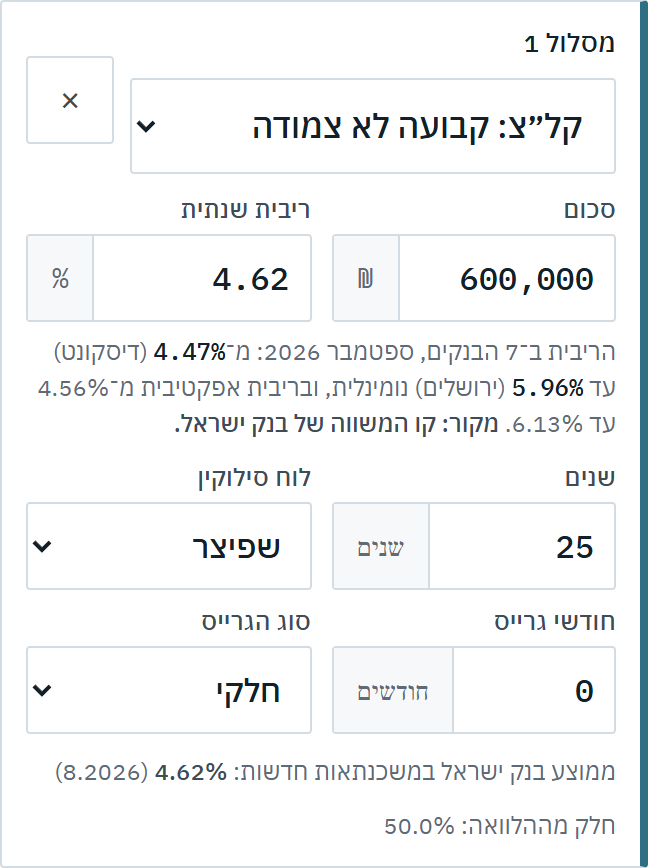 מסלול 1
קל״צ: קבועה לא צמודה
×
סכום
ריבית שנתית
600,000 ₪
4.62 %
הריבית ב־7 הבנקים, ספטמבר 2026: מ־4.47% (דיסקונט)
עד 5.96% (ירושלים) נומינלית, ובריבית אפקטיבית מ־4.56%
עד 6.13%. מקור: קו המשווה של בנק ישראל.
שנים
לוח סילוקין
25 שנים
שפיצר
חודשי גרייס
סוג הגרייס
0 חודשים
חלקי
ממוצע בנק ישראל במשכנתאות חדשות: 4.62% (8.2026)
חלק מההלוואה: 50.0%